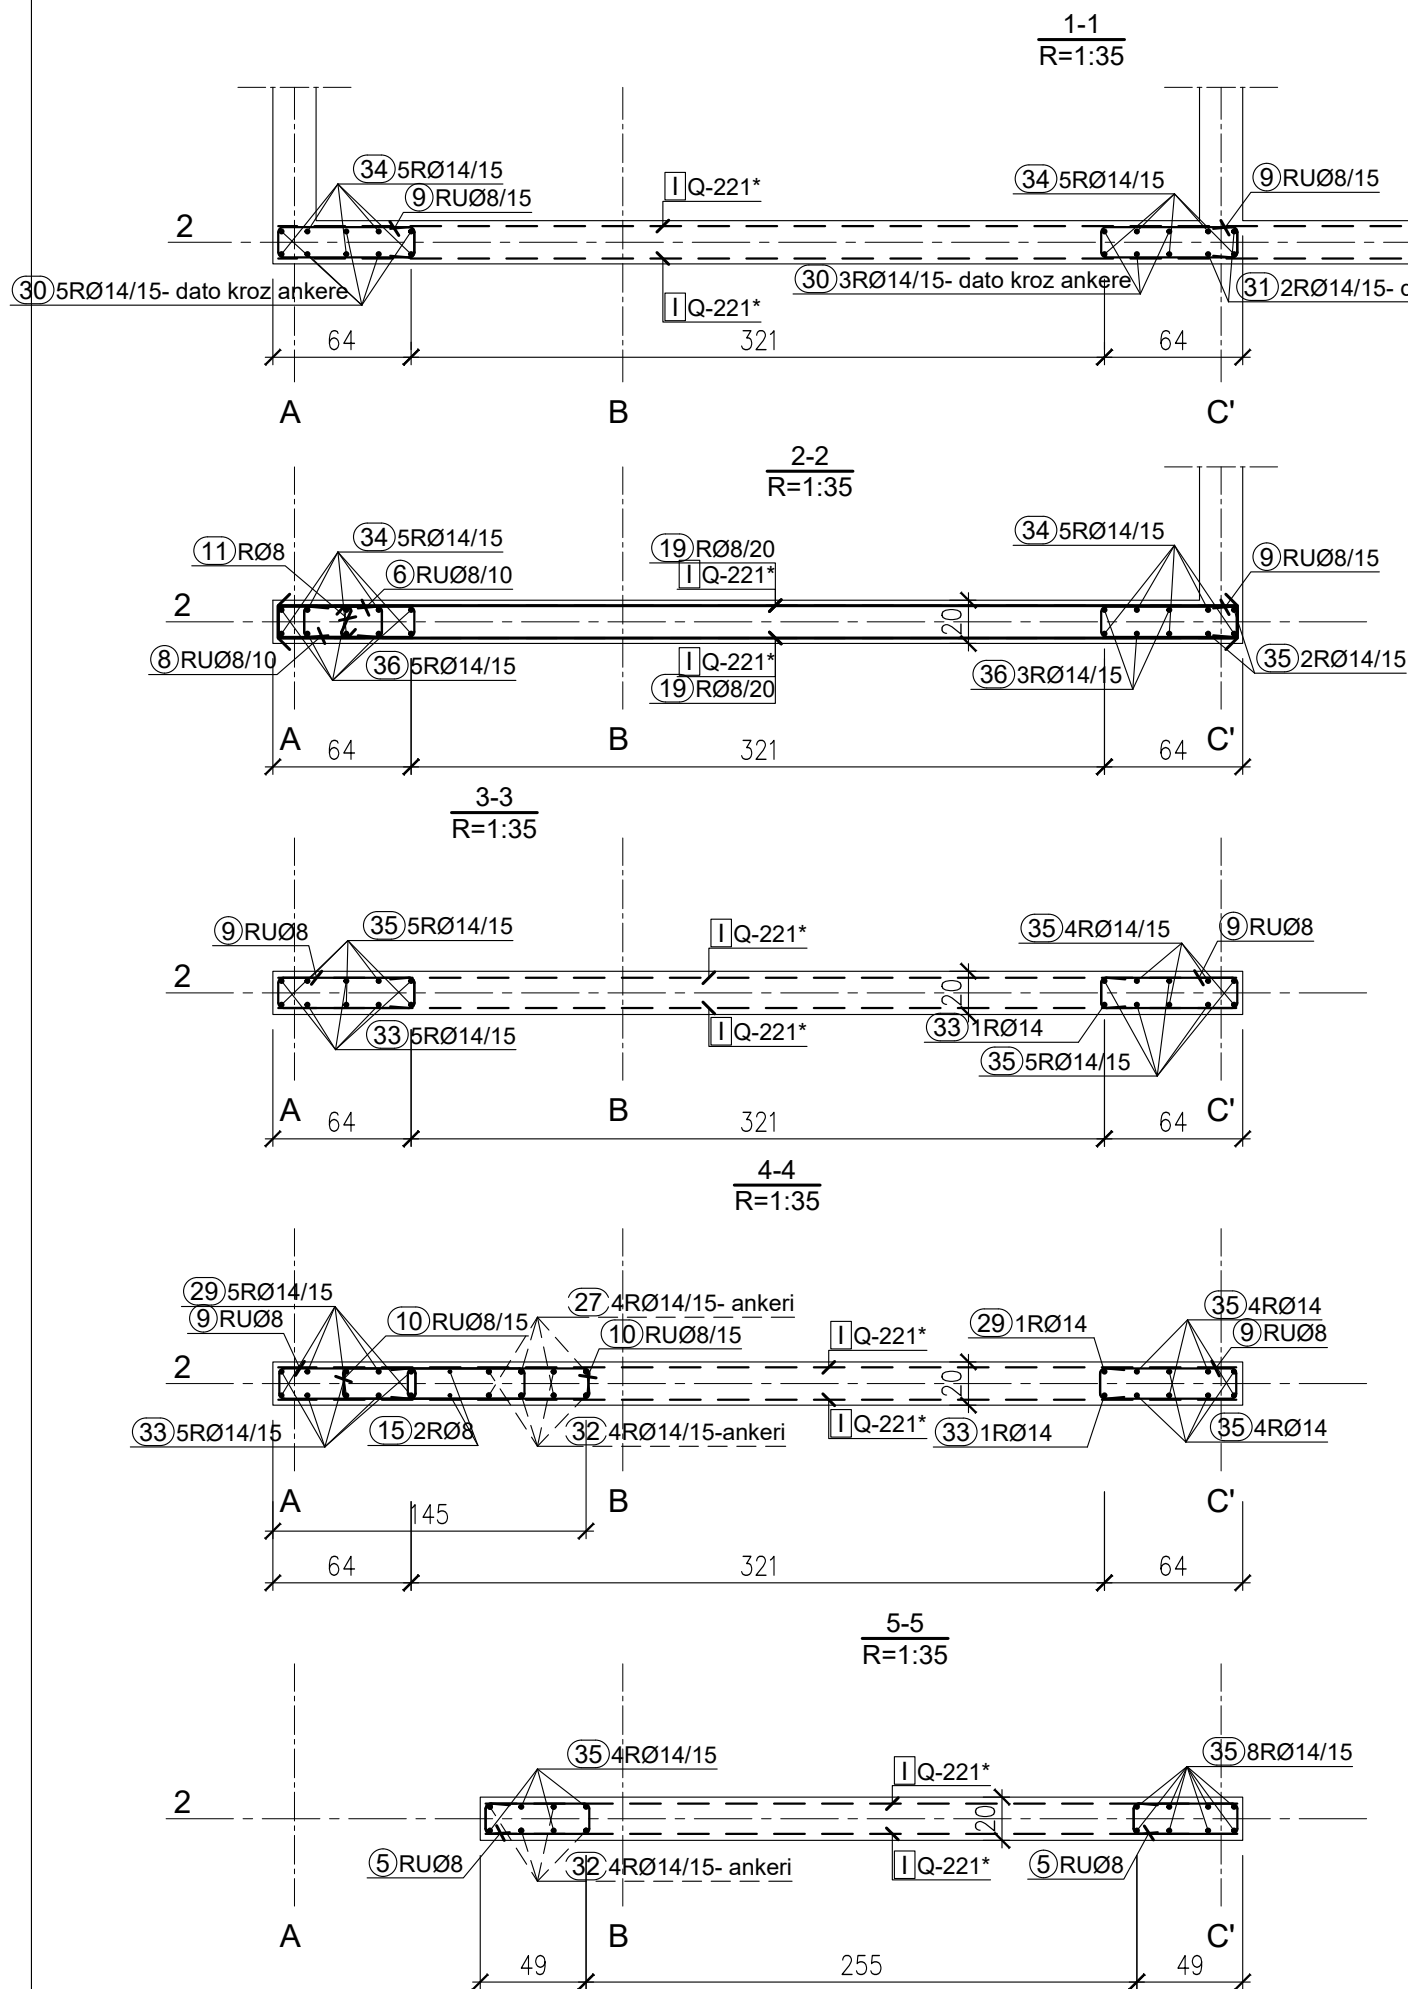 1-1
R=1:35
34 5RØ14/15
9 RUØ8/15
I Q-221*
34 5RØ14/15
9 RUØ8/15
2
30 5RØ14/15- dato kroz ankere
I Q-221*
30 3RØ14/15- dato kroz ankere
31 2RØ14/15-
64
321
64
A
B
C'
2-2
R=1:35
11 RØ8
34 5RØ14/15
6 RUØ8/10
19 RØ8/20
I Q-221*
34 5RØ14/15
9 RUØ8/15
2
20
8 RUØ8/10
36 5RØ14/15
I Q-221*
19 RØ8/20
36 3RØ14/15
35 2RØ14/15
A
64
B
321
C'
64
3-3
R=1:35
9 RUØ8
35 5RØ14/15
I Q-221*
35 4RØ14/15
9 RUØ8
2
20
33 5RØ14/15
I Q-221*
33 1RØ14
35 5RØ14/15
A
64
B
321
C'
64
4-4
R=1:35
29 5RØ14/15
9 RUØ8
10 RUØ8/15
27 4RØ14/15- ankeri
10 RUØ8/15
I Q-221*
29 1RØ14
35 4RØ14
9 RUØ8
2
20
33 5RØ14/15
15 2RØ8
32 4RØ14/15-ankeri
I Q-221*
33 1RØ14
35 4RØ14
A
145
B
C'
64
321
64
5-5
R=1:35
35 4RØ14/15
I Q-221*
35 8RØ14/15
2
20
5 RUØ8
32 4RØ14/15- ankeri
I Q-221*
5 RUØ8
A
B
C'
49
255
49